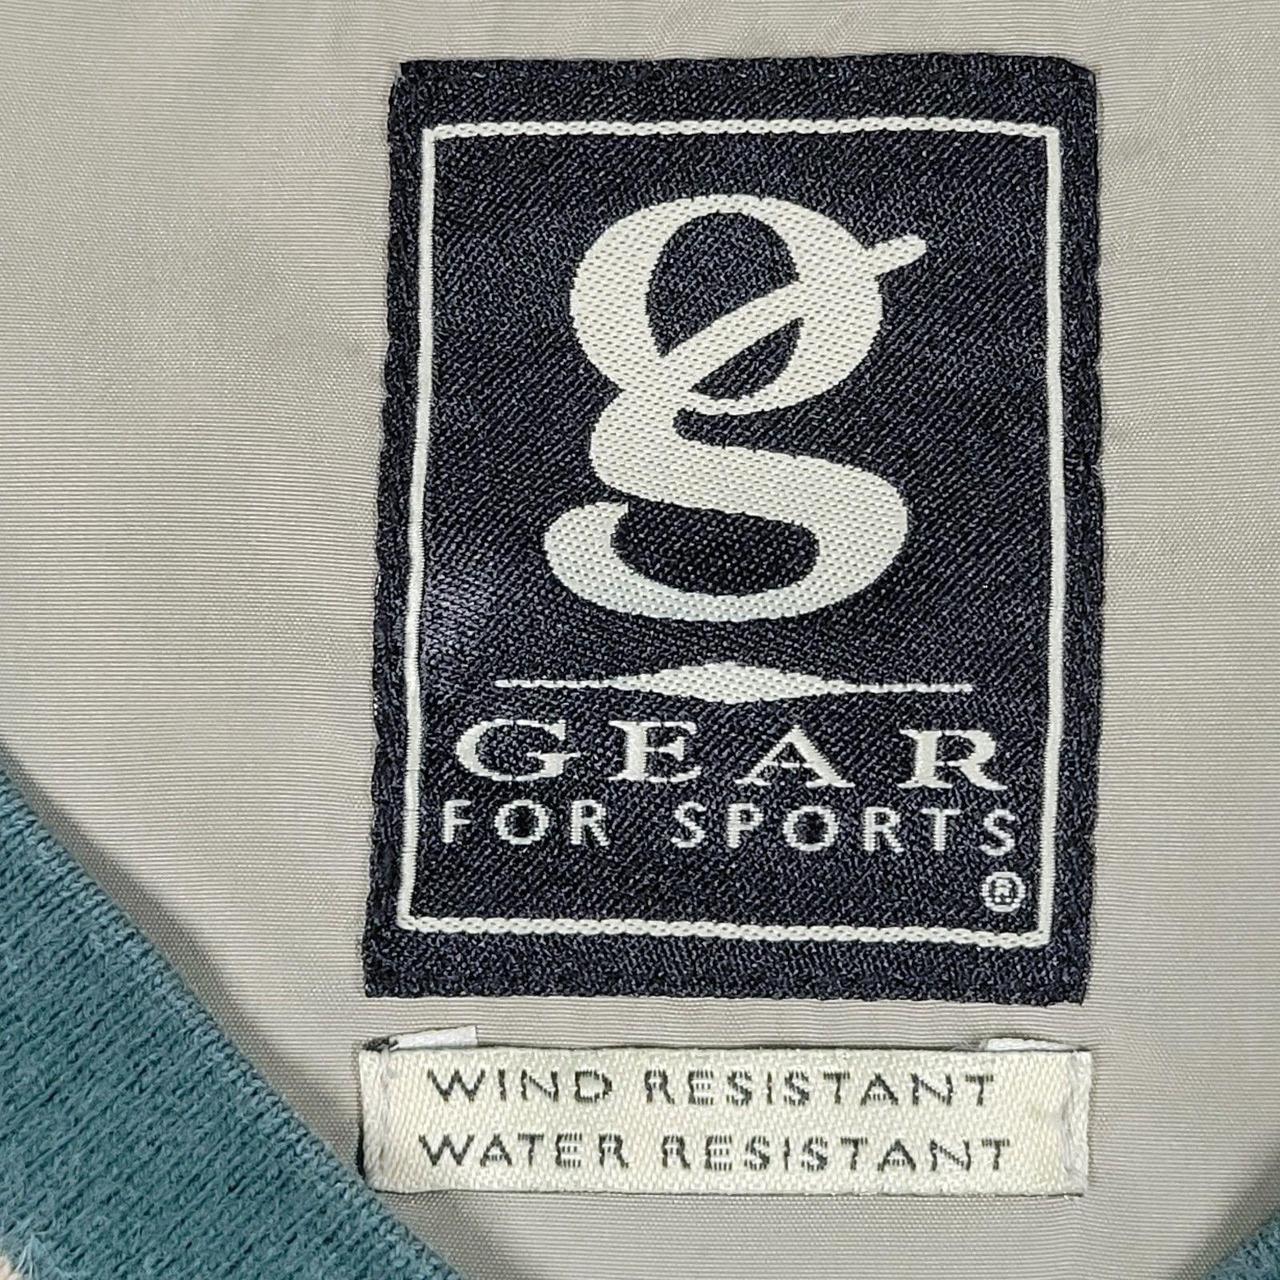 g
GEAR
FOR SPORTS
®
WIND RESISTANT
WATER RESISTANT